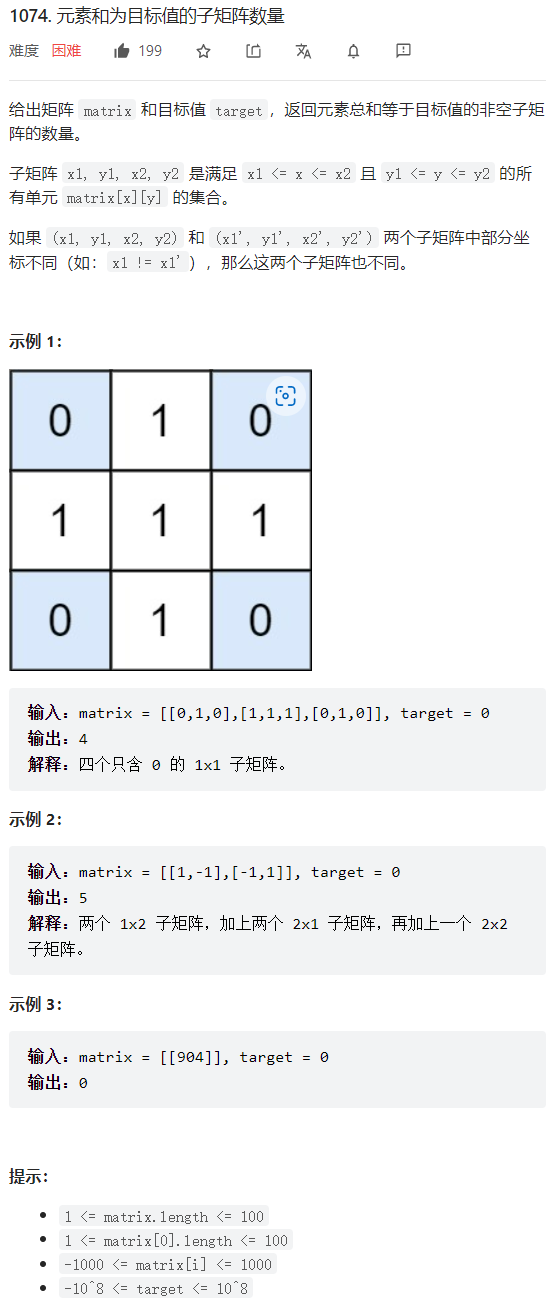 1074. 元素和为目标值的子矩阵数量
难度 困难 199
给出矩阵 matrix 和目标值 target，返回元素总和等于目标值的非空子矩
阵的数量。
子矩阵 x1, y1, x2, y2 是满足 x1 <= x <= x2 且 y1 <= y <= y2 的所
有单元 matrix[x][y] 的集合。
如果 (x1, y1, x2, y2) 和 (x1', y1', x2', y2') 两个子矩阵中部分坐
标不同（如： x1 != x1' ），那么这两个子矩阵也不同。
示例 1：
0 1 0
1 1 1
0 1 0
输入：matrix = [[0,1,0],[1,1,1],[0,1,0]], target = 0
输出：4
解释：四个只含 0 的 1x1 子矩阵。
示例 2：
输入：matrix = [[1,-1],[-1,1]], target = 0
输出：5
解释：两个 1x2 子矩阵，加上两个 2x1 子矩阵，再加上一个 2x2
子矩阵。
示例 3：
输入：matrix = [[904]], target = 0
输出：0
提示：
• 1 <= matrix.length <= 100
• 1 <= matrix[0].length <= 100
• -1000 <= matrix[i] <= 1000
• -10^8 <= target <= 10^8